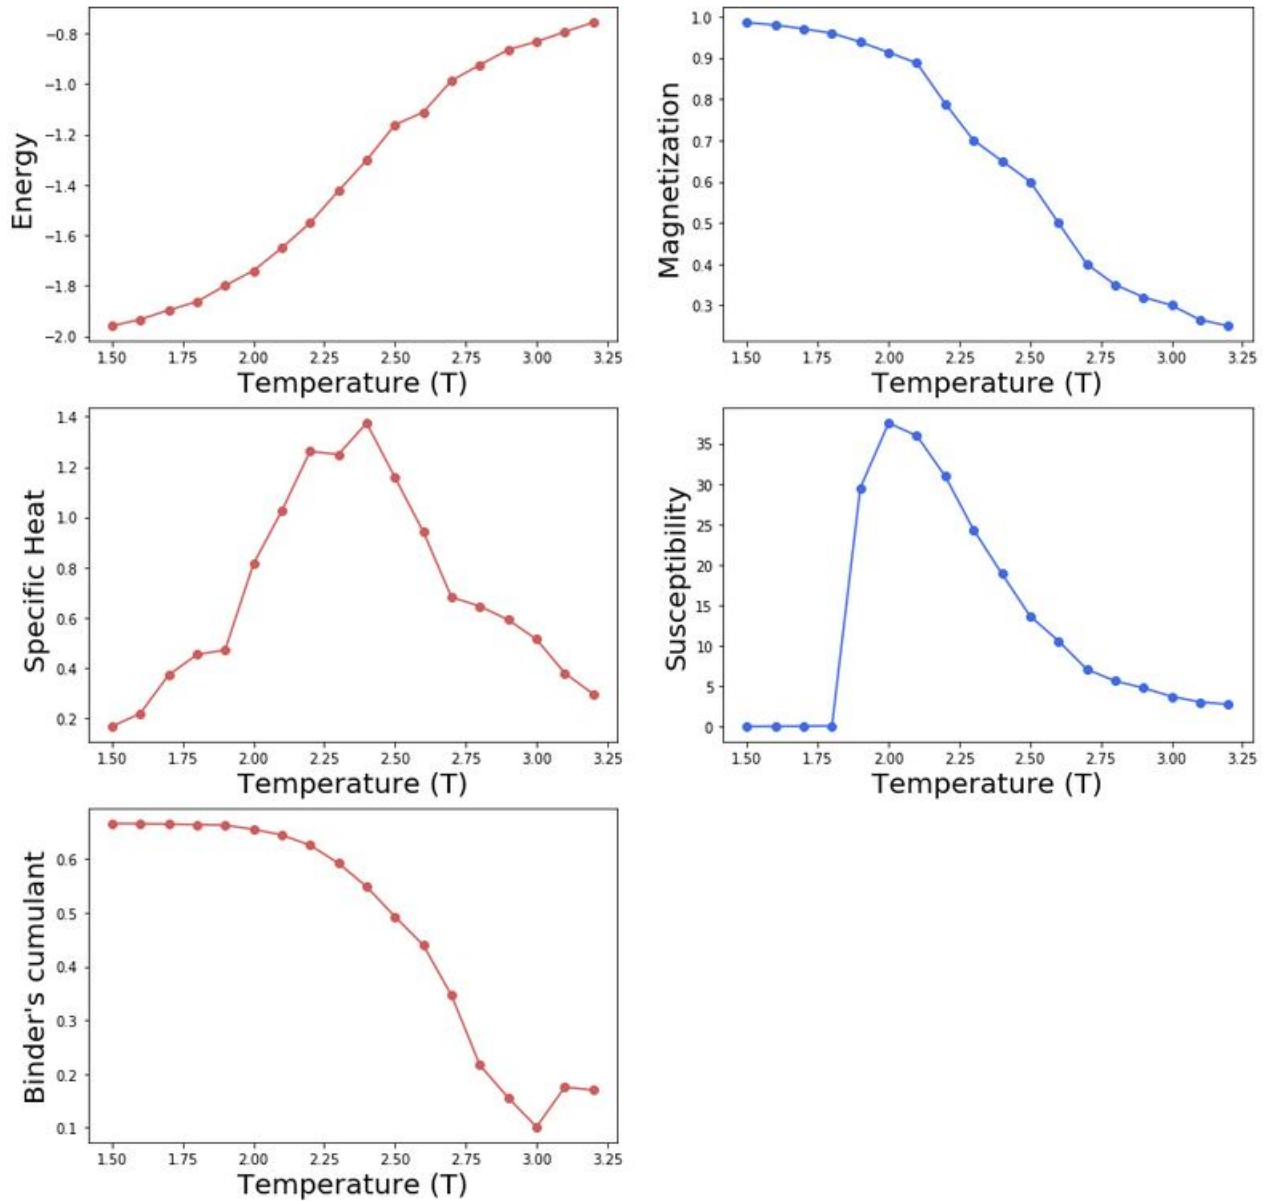 Energy
−0.8
−1.0
−1.2
−1.4
−1.6
−1.8
−2.0
1.50 1.75 2.00 2.25 2.50 2.75 3.00 3.25
Temperature (T)
Magnetization
1.0
0.9
0.8
0.7
0.6
0.5
0.4
0.3
1.50 1.75 2.00 2.25 2.50 2.75 3.00 3.25
Temperature (T)
Specific Heat
1.4
1.2
1.0
0.8
0.6
0.4
0.2
1.50 1.75 2.00 2.25 2.50 2.75 3.00 3.25
Temperature (T)
Susceptibility
35
30
25
20
15
10
5
0
1.50 1.75 2.00 2.25 2.50 2.75 3.00 3.25
Temperature (T)
Binder's cumulant
0.6
0.5
0.4
0.3
0.2
0.1
1.50 1.75 2.00 2.25 2.50 2.75 3.00 3.25
Temperature (T)